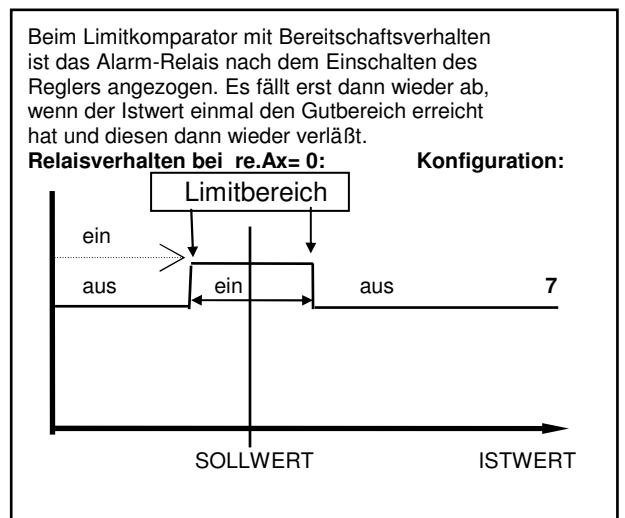 Beim Limitkomparator mit Bereitschaftsverhalten
ist das Alarm-Relais nach dem Einschalten des
Reglers angezogen. Es fällt erst dann wieder ab,
wenn der Istwert einmal den Gutbereich erreicht
hat und diesen dann wieder verläßt.
Relaisverhalten bei re.Ax= 0: Konfiguration:
Limitbereich
ein
aus ein aus 7
SOLLWERT ISTWERT